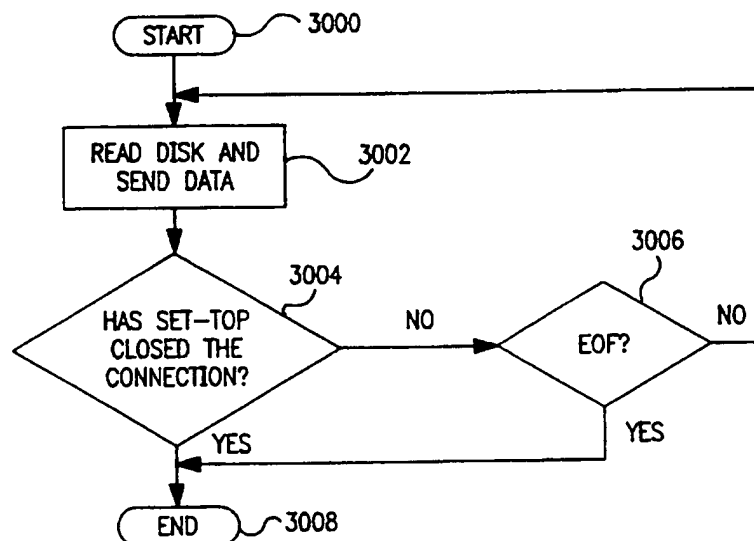 START
3000
READ DISK AND
SEND DATA
3002
HAS SET-TOP
CLOSED THE
CONNECTION?
3004
NO
EOF?
3006
NO
YES
YES
END
3008